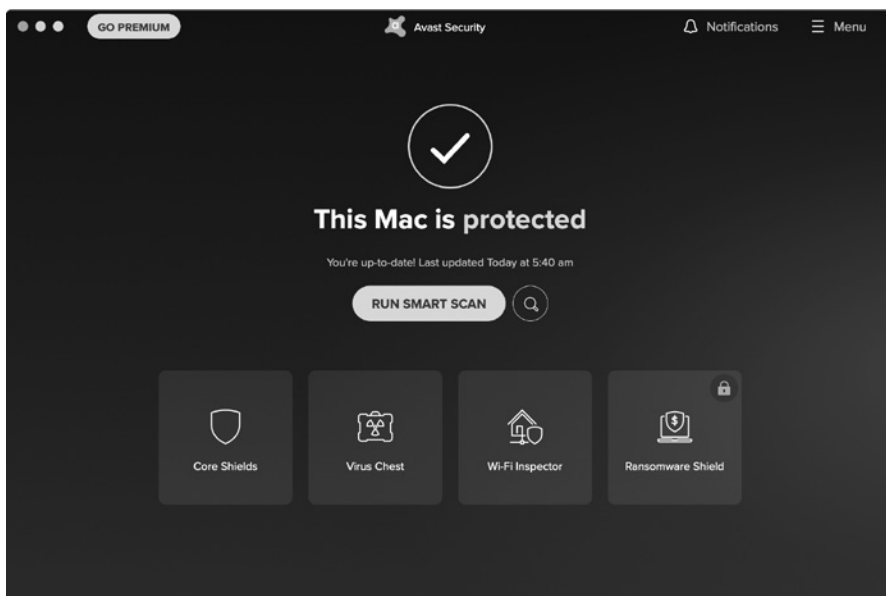 GO PREMIUM
Avast Security
Notifications
Menu
This Mac is protected
You're up-to-date! Last updated Today at 5:40 am
RUN SMART SCAN
Core Shields
Virus Chest
Wi-Fi Inspector
Ransomware Shield